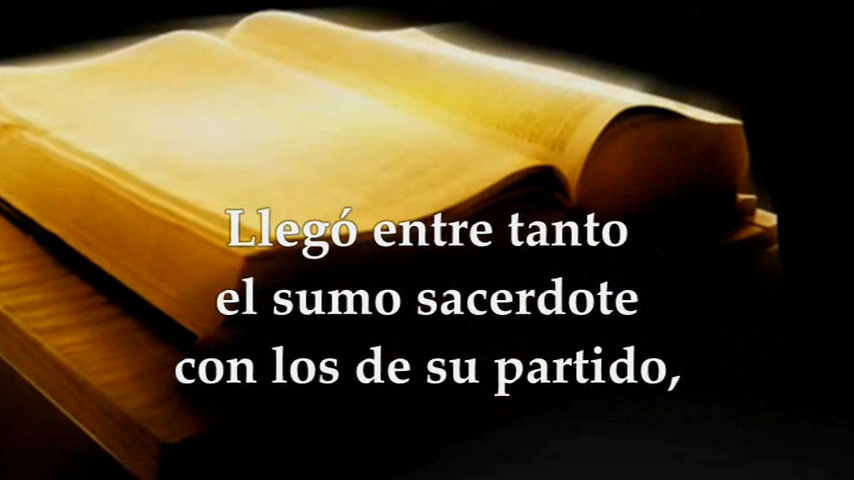 Llegó entre tanto
el sumo sacerdote
con los de su partido,